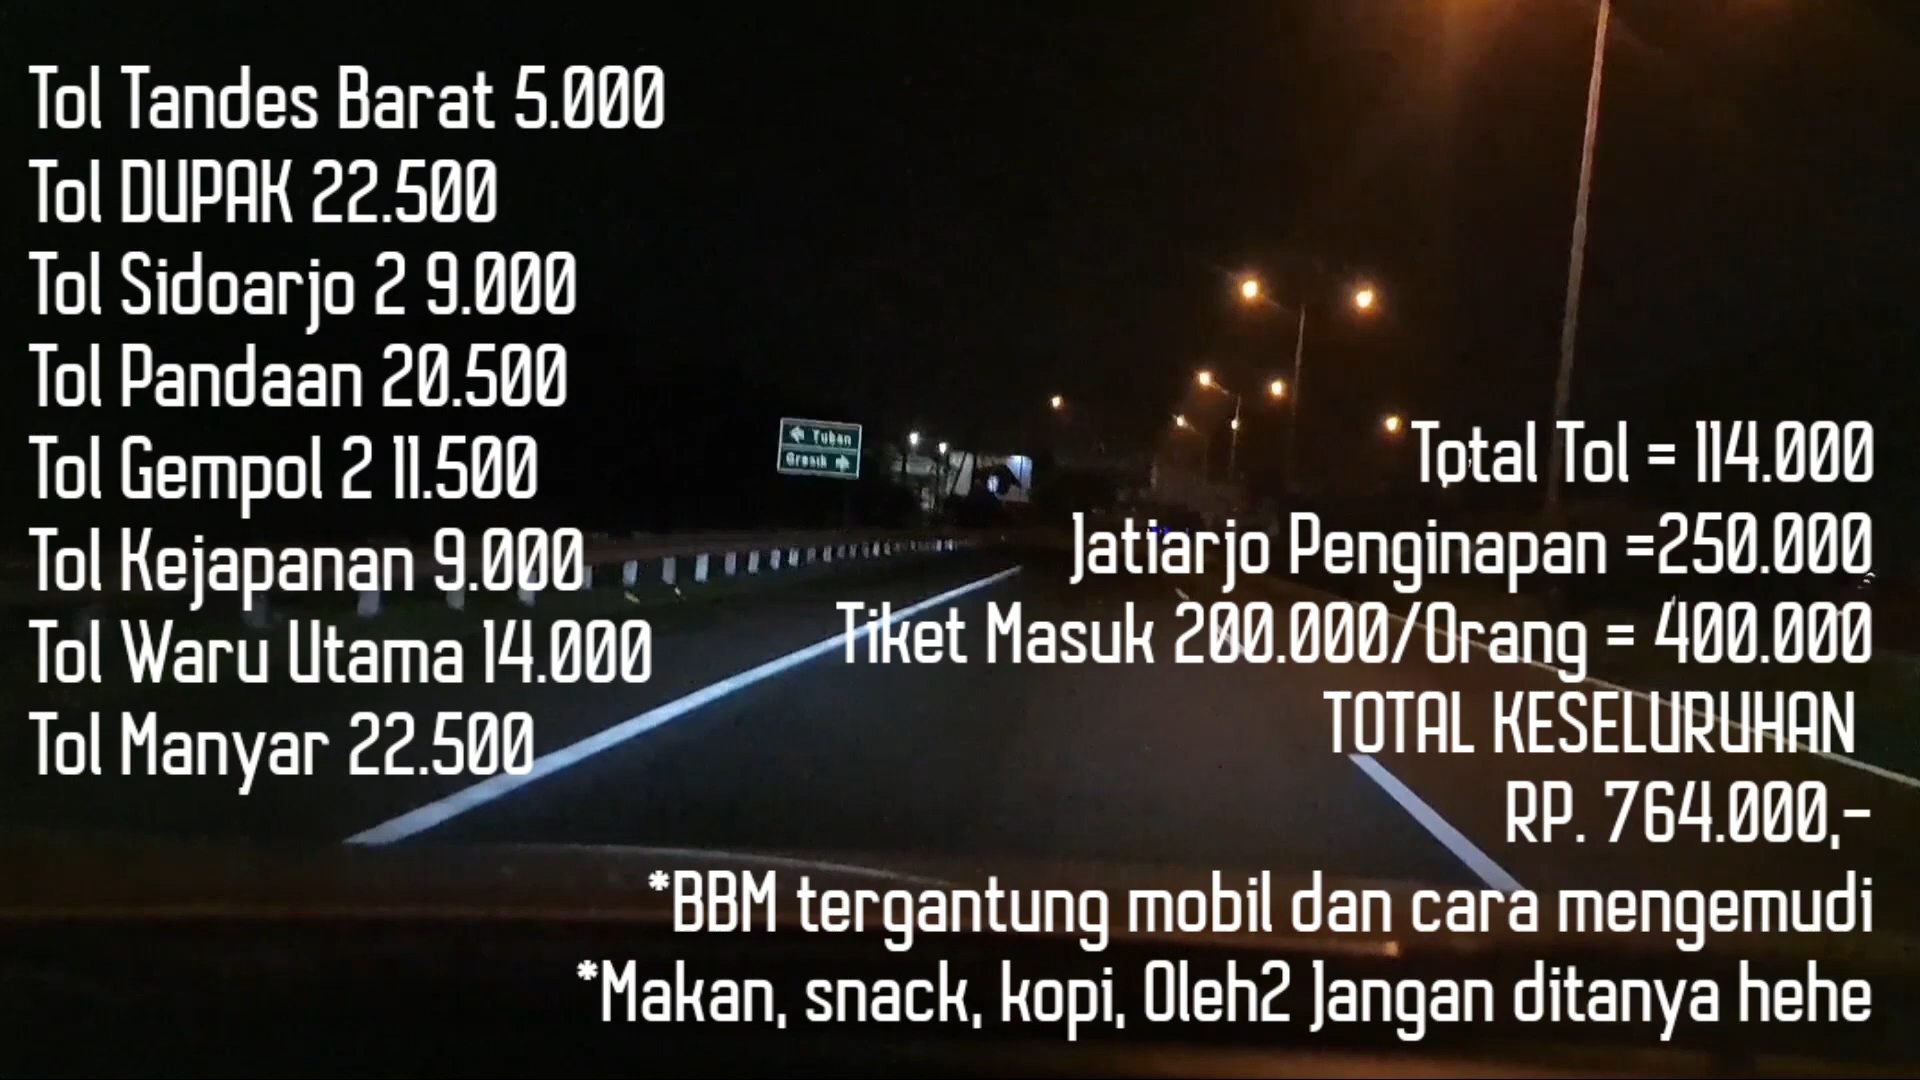 Tol Tandes Barat 5.000
Tol DUPAK 22.500
Tol Sidoarjo 2 9.000
Tol Pandaan 20.500
Tol Gempol 2 11.500
Tol Kejapanan 9.000
Tol Waru Utama 14.000
Tol Manyar 22.500
Tuban
Gresik
Total Tol = 114.000
Jatiarjo Penginapan =250.000
Tiket Masuk 200.000/Orang = 400.000
TOTAL KESELURUHAN
RP. 764.000,-
*BBM tergantung mobil dan cara mengemudi
*Makan, snack, kopi, Oleh2 Jangan ditanya hehe